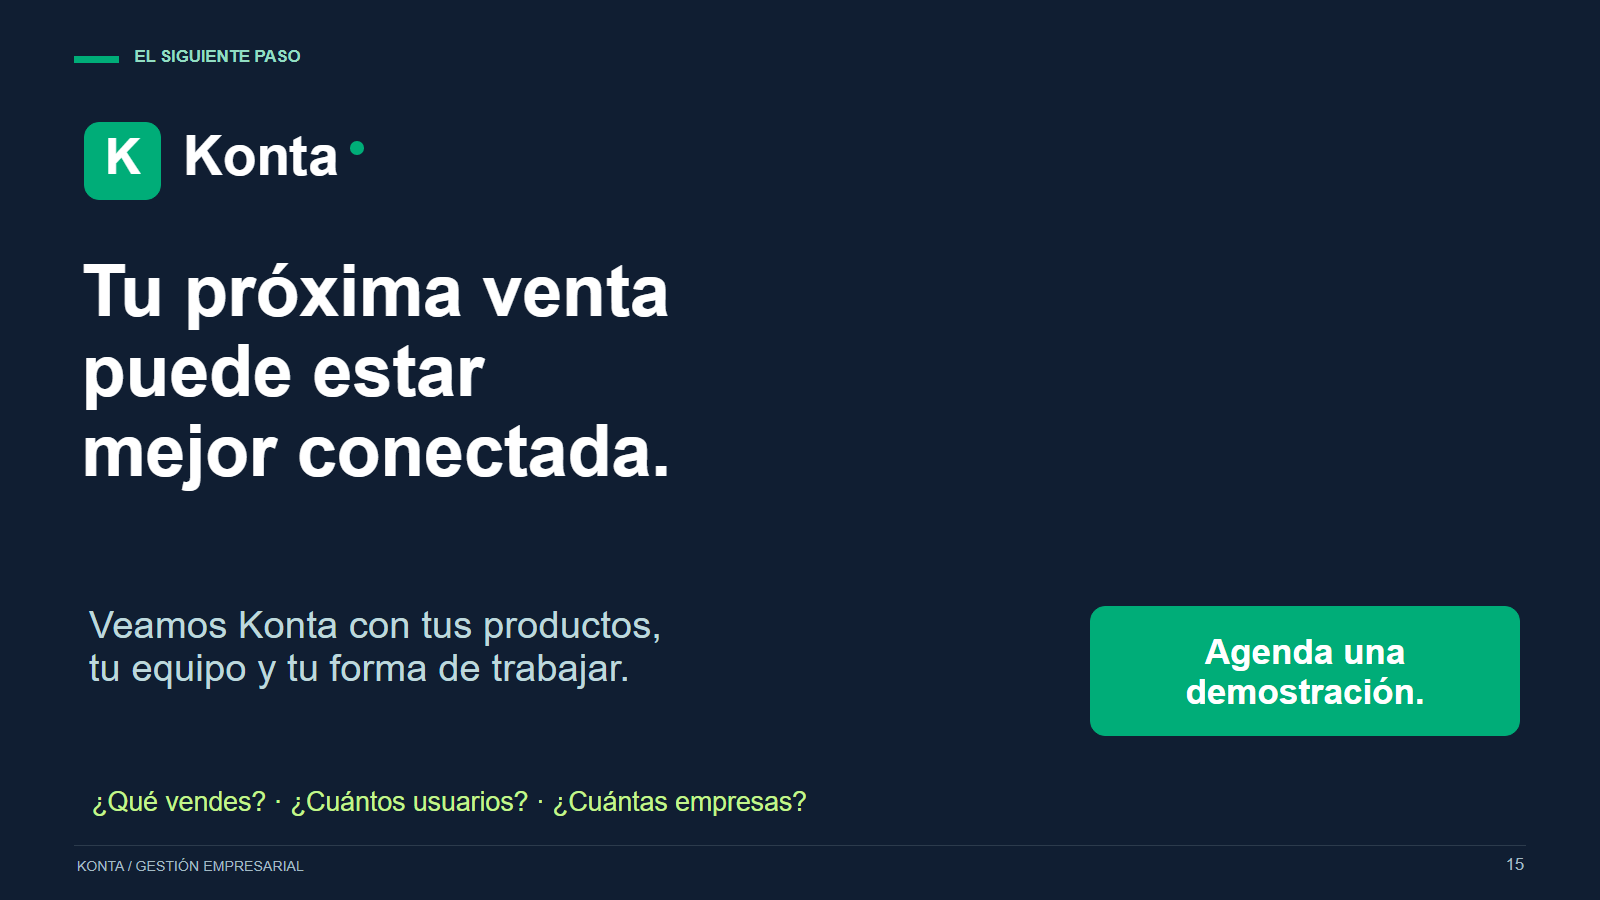 EL SIGUIENTE PASO
K Konta
Tu próxima venta
puede estar
mejor conectada.
Veamos Konta con tus productos,
tu equipo y tu forma de trabajar.
Agenda una
demostración.
¿Qué vendes? · ¿Cuántos usuarios? · ¿Cuántas empresas?
KONTA / GESTIÓN EMPRESARIAL
15